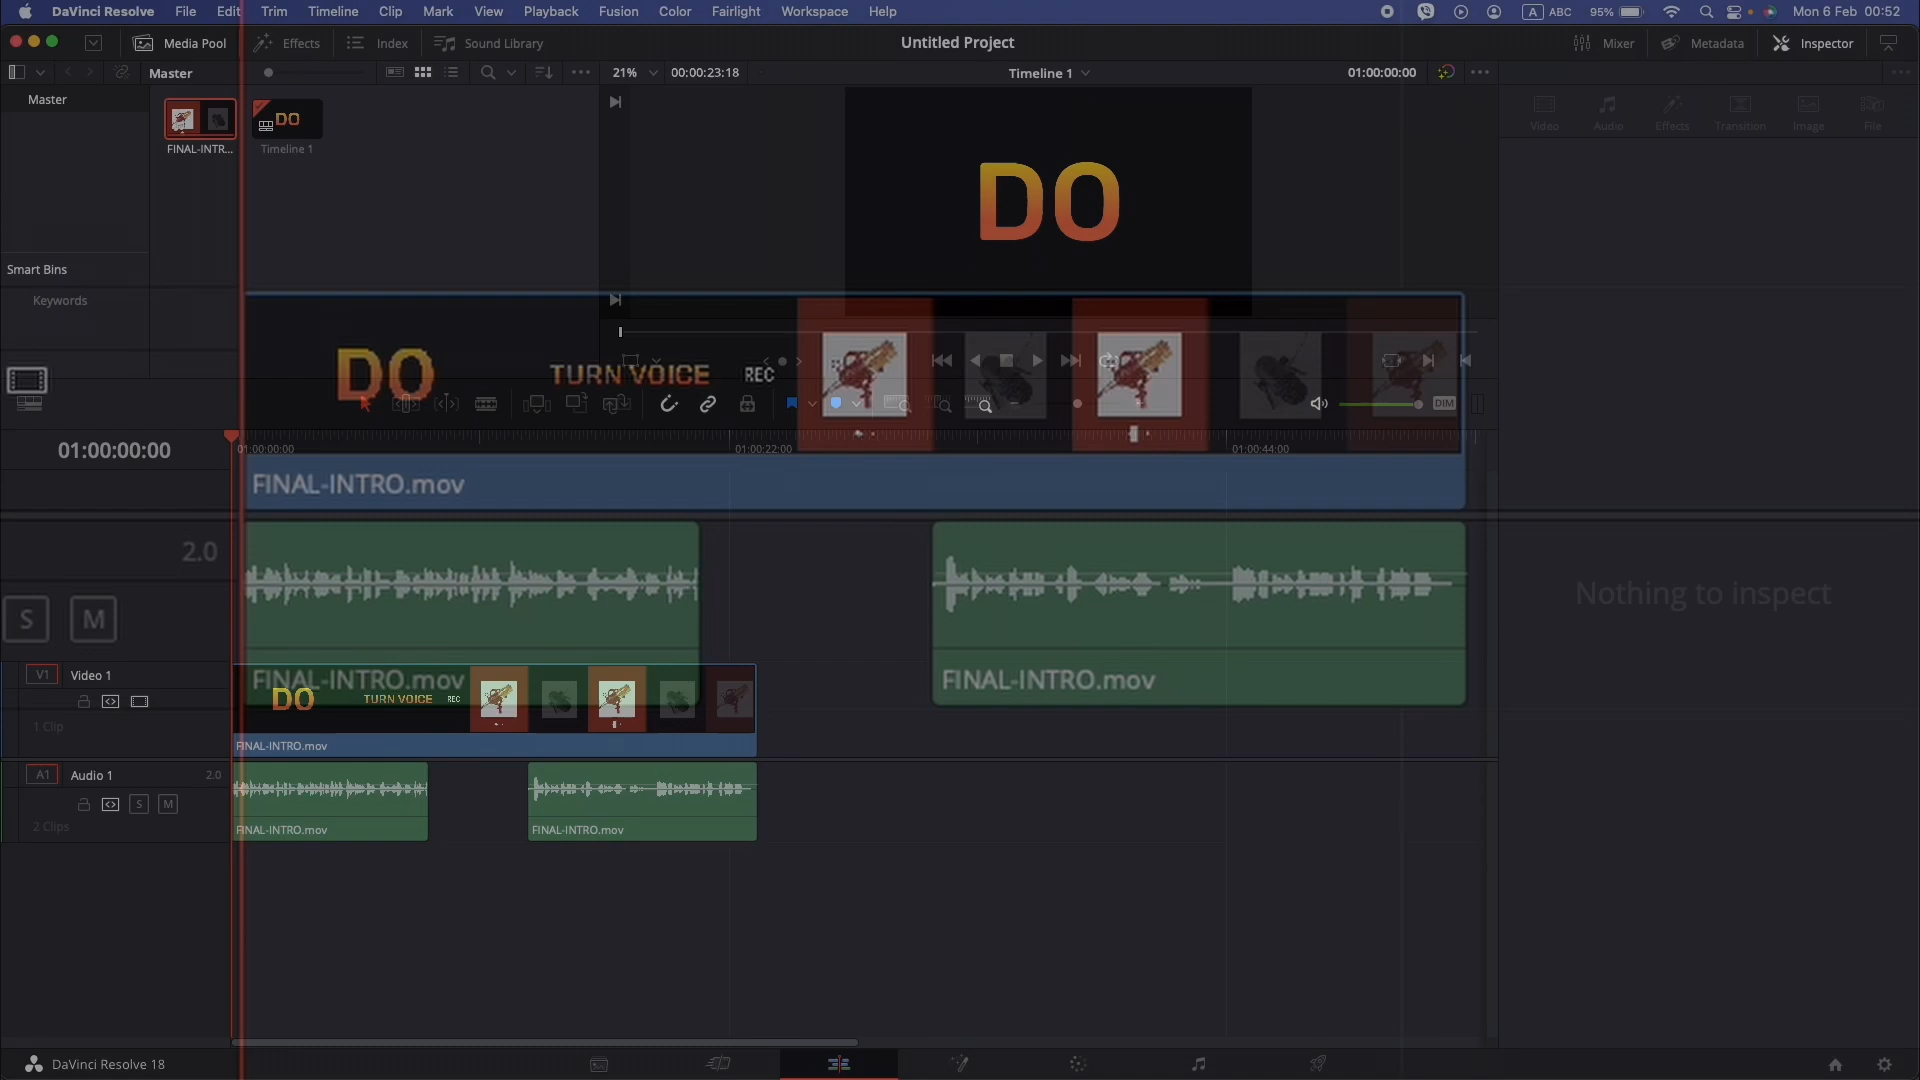 DaVinci Resolve File Edit Trim Timeline Clip Mark View Playback Fusion Color Fairlight Workspace Help A ABC 95% Mon 6 Feb 00:52
Media Pool Effects Index Sound Library Untitled Project Mixer Metadata Inspector
Master 21% 00:00:23:18 Timeline 1 01:00:00:00
Master
DO
Video Audio Effects Transition Image File
FINAL-INTR... Timeline 1
DO
Smart Bins
Keywords
DO TURN VOICE REC
DIM
01:00:00:00 01:00:00:00 01:00:22:00 01:00:44:00
FINAL-INTRO.mov
2.0
Nothing to inspect
S M
FINAL-INTRO.mov FINAL-INTRO.mov
V1 Video 1
DO TURN VOICE REC
1 Clip
FINAL-INTRO.mov
A1 Audio 1 2.0
S M
2 Clips
FINAL-INTRO.mov FINAL-INTRO.mov
DaVinci Resolve 18